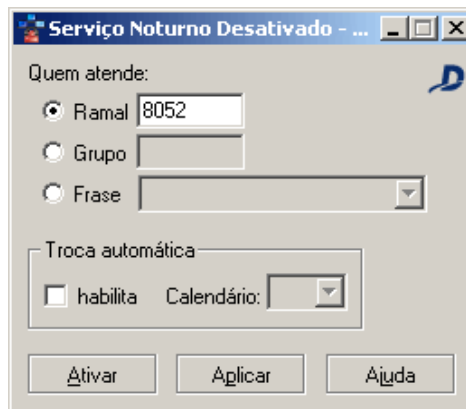 Serviço Noturno Desativado - ...
Quem atende:
Ramal 8052
Grupo
Frase
Troca automática
habilita Calendário:
Ativar Aplicar Ajuda